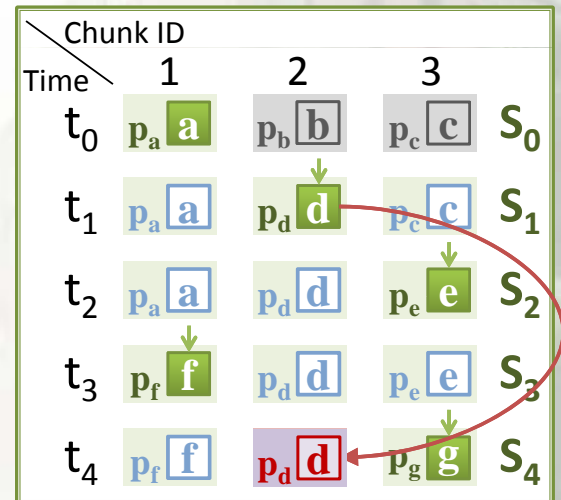 Chunk ID
Time 1 2 3
t0 pa a pb b pc c S0
t1 pa a pd d pc c S1
t2 pa a pd d pe e S2
t3 pf f pd d pe e S3
t4 pf f pd d pg g S4